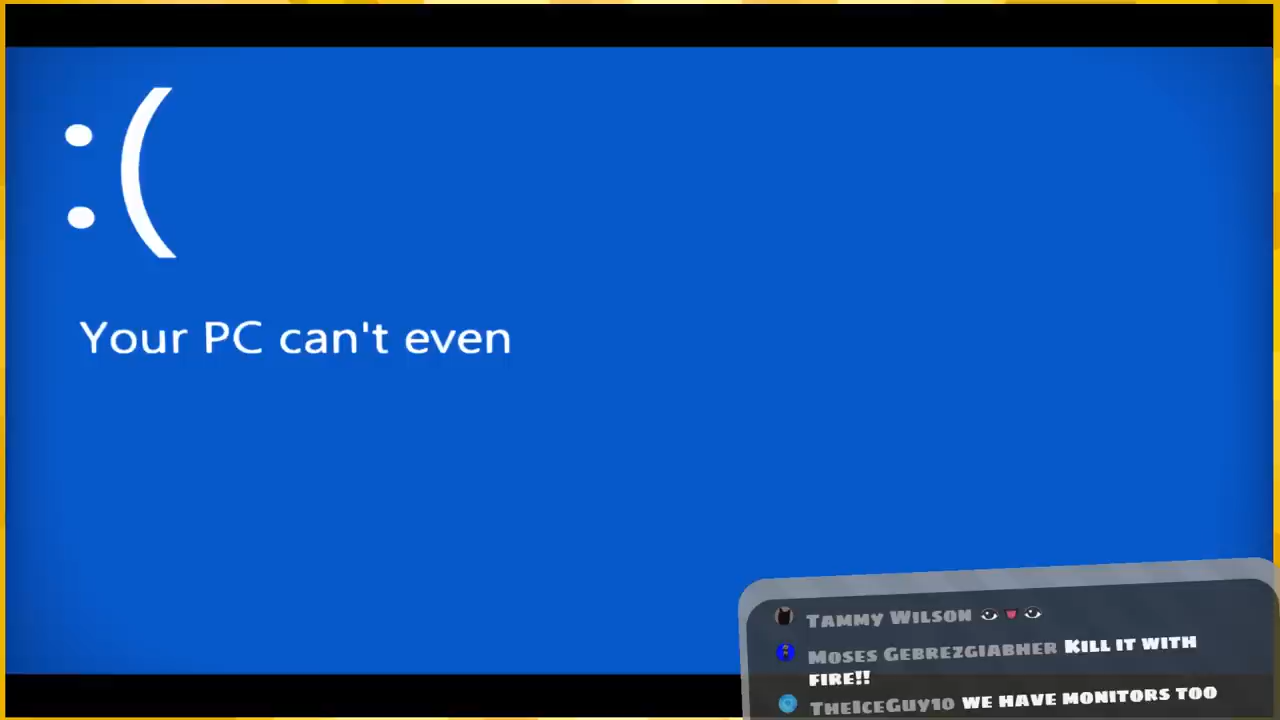 :(
Your PC can't even
Tammy Wilson 👁️👅👁️
Moses Gebrezgiabher Kill it with
fire!!
TheIceGuy10 we have monitors too